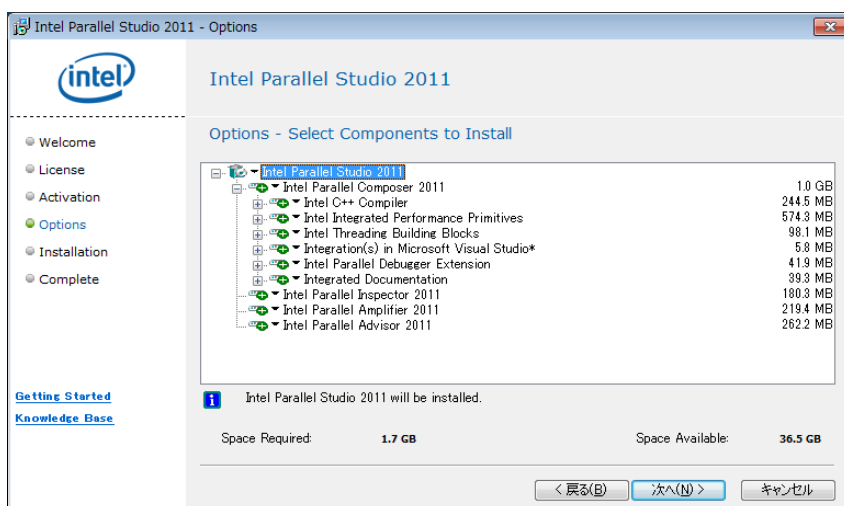 Intel Parallel Studio 2011 - Options
intel
Intel Parallel Studio 2011
Welcome
License
Activation
Options
Installation
Complete
Getting Started
Knowledge Base
Options - Select Components to Install
Intel Parallel Studio 2011
Intel Parallel Composer 2011 1.0 GB
Intel C++ Compiler 244.5 MB
Intel Integrated Performance Primitives 574.3 MB
Intel Threading Building Blocks 98.1 MB
Integration(s) in Microsoft Visual Studio* 5.8 MB
Intel Parallel Debugger Extension 41.9 MB
Integrated Documentation 39.3 MB
Intel Parallel Inspector 2011 180.3 MB
Intel Parallel Amplifier 2011 219.4 MB
Intel Parallel Advisor 2011 262.2 MB
Intel Parallel Studio 2011 will be installed.
Space Required: 1.7 GB Space Available: 36.5 GB
< 戻る(B) 次へ(N) > キャンセル